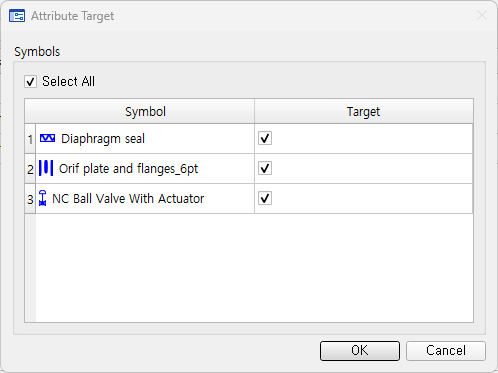 Attribute Target
Symbols
Select All
Symbol Target
1 Diaphragm seal
2 Orif plate and flanges_6pt
3 NC Ball Valve With Actuator
OK Cancel